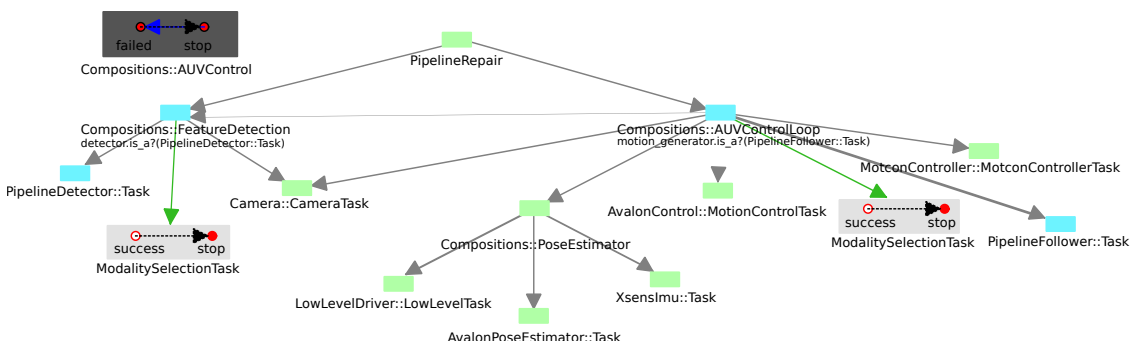 failed stop
Compositions::AUVControl
PipelineRepair
Compositions::FeatureDetection
detector.is_a?(PipelineDetector::Task)
Compositions::AUVControlLoop
motion_generator.is_a?(PipelineFollower::Task)
MotconController::MotconControllerTask
PipelineDetector::Task
Camera::CameraTask
AvalonControl::MotionControlTask
success stop
ModalitySelectionTask
PipelineFollower::Task
success stop
ModalitySelectionTask
Compositions::PoseEstimator
LowLevelDriver::LowLevelTask
XsensImu::Task
AvalonPoseEstimator::Task